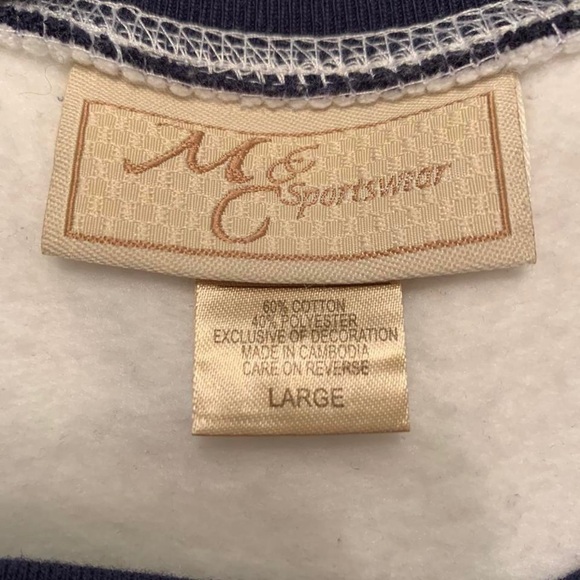 M & C Sportswear
60% COTTON
40% POLYESTER
EXCLUSIVE OF DECORATION
MADE IN CAMBODIA
CARE ON REVERSE
LARGE